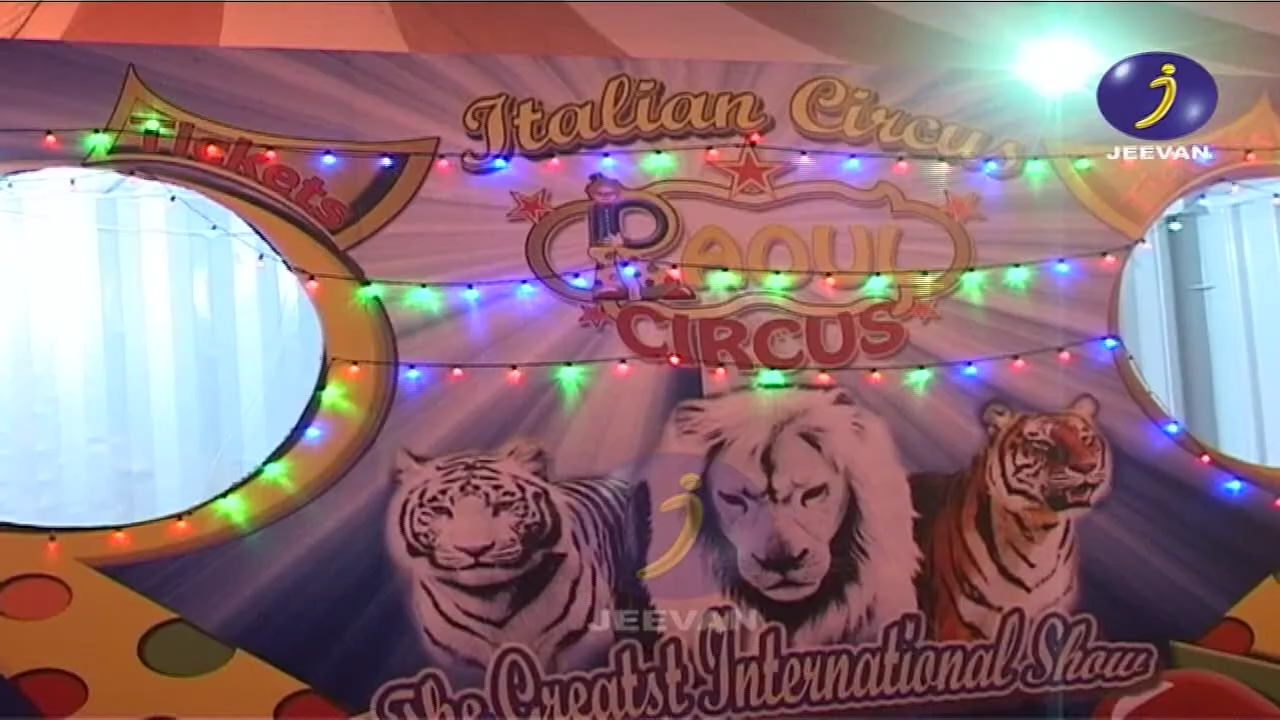 Italian Circus
Tickets
RAOUL
CIRCUS
The Greatst International Show
JEEVAN
JEEVAN